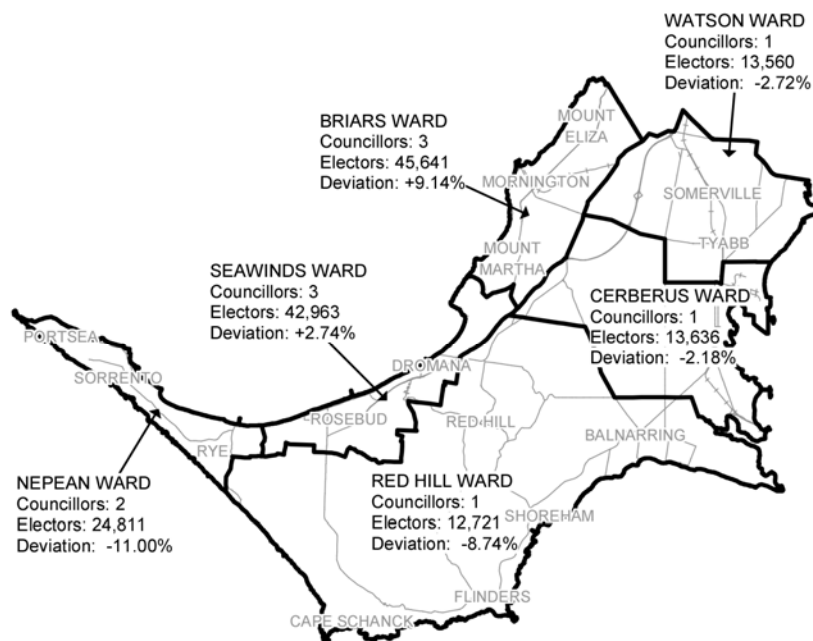 WATSON WARD
Councillors: 1
Electors: 13,560
Deviation: -2.72%
BRIARS WARD
Councillors: 3
Electors: 45,641
Deviation: +9.14%
MOUNT
ELIZA
MORNINGTON
SOMERVILLE
TYABB
MOUNT
MARTHA
SEAWINDS WARD
Councillors: 3
Electors: 42,963
Deviation: +2.74%
CERBERUS WARD
Councillors: 1
Electors: 13,636
Deviation: -2.18%
PORTSEA
SORRENTO
DROMANA
ROSEBUD
RED HILL
BALNARRING
RYE
NEPEAN WARD
Councillors: 2
Electors: 24,811
Deviation: -11.00%
RED HILL WARD
Councillors: 1
Electors: 12,721
Deviation: -8.74%
SHOREHAM
FLINDERS
CAPE SCHANCK